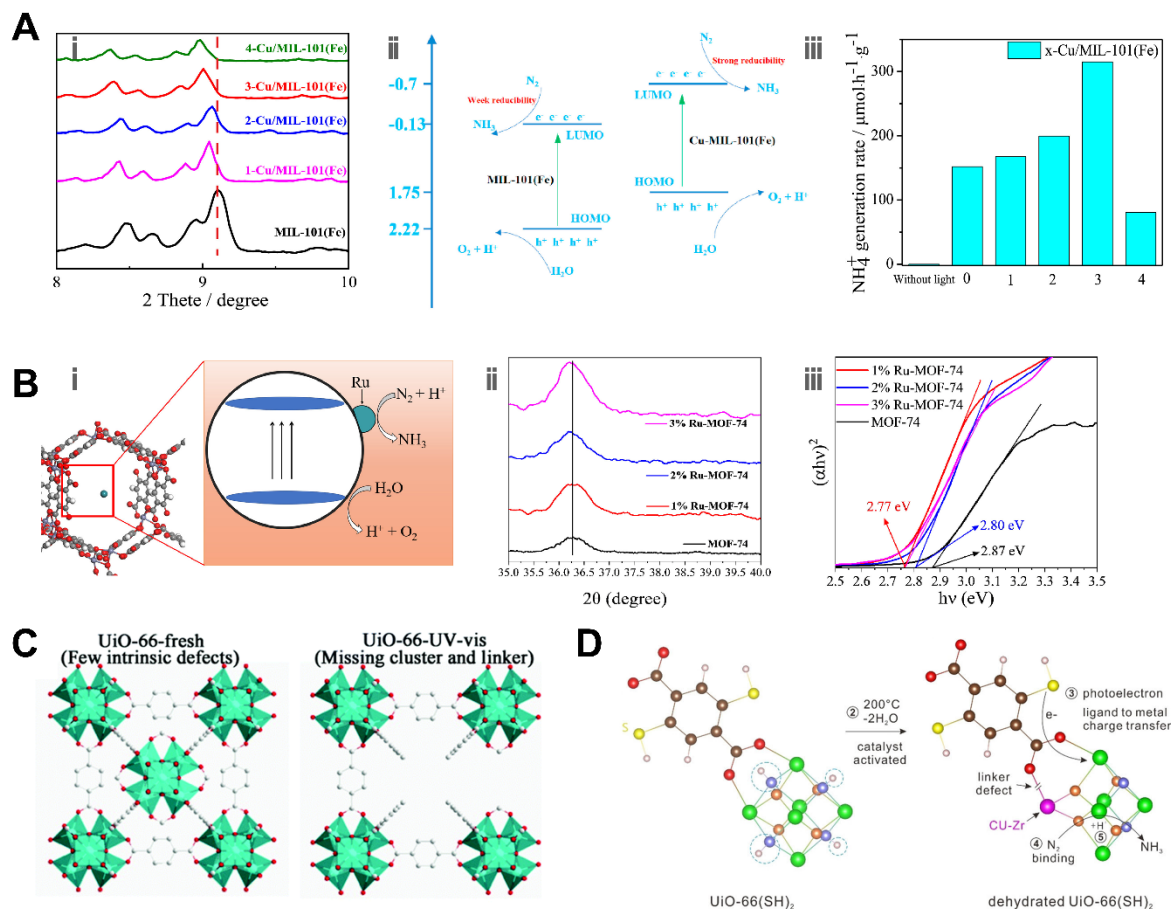 A
i
4-Cu/MIL-101(Fe)
3-Cu/MIL-101(Fe)
2-Cu/MIL-101(Fe)
1-Cu/MIL-101(Fe)
MIL-101(Fe)
8 9 10
2 Thete / degree
ii
-0.7
-0.13
1.75
2.22
N₂
Week reducibility
e⁻ e⁻ e⁻ e⁻
NH₃
LUMO
MIL-101(Fe)
HOMO
h⁺ h⁺ h⁺ h⁺
O₂ + H⁺
H₂O
N₂
Strong reducibility
e⁻ e⁻ e⁻ e⁻
LUMO
NH₃
Cu-MIL-101(Fe)
HOMO
h⁺ h⁺ h⁺ h⁺
O₂ + H⁺
H₂O
iii
x-Cu/MIL-101(Fe)
NH₄⁺ generation rate / μmol·h⁻¹·g⁻¹
300
200
100
0
Without light 0 1 2 3 4
B
i
Ru
N₂ + H⁺
NH₃
H₂O
H⁺ + O₂
ii
3% Ru-MOF-74
2% Ru-MOF-74
1% Ru-MOF-74
MOF-74
35.0 35.5 36.0 36.5 37.0 37.5 38.0 38.5 39.0 39.5 40.0
20 (degree)
iii
1% Ru-MOF-74
2% Ru-MOF-74
3% Ru-MOF-74
MOF-74
(αhν)²
2.77 eV
2.80 eV
2.87 eV
2.5 2.6 2.7 2.8 2.9 3.0 3.1 3.2 3.3 3.4 3.5
hν (eV)
C
UiO-66-fresh
(Few intrinsic defects)
UiO-66-UV-vis
(Missing cluster and linker)
D
S
② 200°C
-2H₂O
catalyst
activated
UiO-66(SH)₂
③ photoelectron
e-
ligand to metal
charge transfer
linker
defect
CU-Zr
+H
⑤
④ N₂
binding
NH₃
dehydrated UiO-66(SH)₂